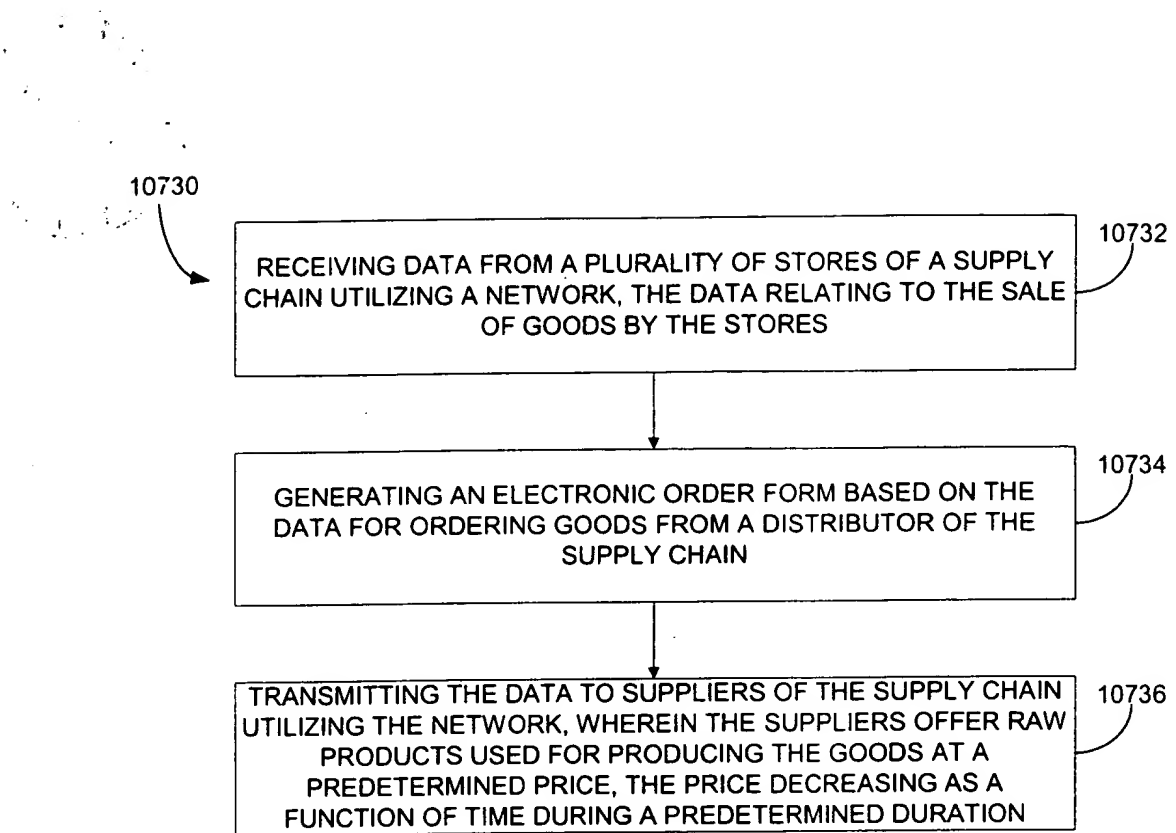 10730
10732
RECEIVING DATA FROM A PLURALITY OF STORES OF A SUPPLY
CHAIN UTILIZING A NETWORK, THE DATA RELATING TO THE SALE
OF GOODS BY THE STORES
10734
GENERATING AN ELECTRONIC ORDER FORM BASED ON THE
DATA FOR ORDERING GOODS FROM A DISTRIBUTOR OF THE
SUPPLY CHAIN
10736
TRANSMITTING THE DATA TO SUPPLIERS OF THE SUPPLY CHAIN
UTILIZING THE NETWORK, WHEREIN THE SUPPLIERS OFFER RAW
PRODUCTS USED FOR PRODUCING THE GOODS AT A
PREDETERMINED PRICE, THE PRICE DECREASING AS A
FUNCTION OF TIME DURING A PREDETERMINED DURATION